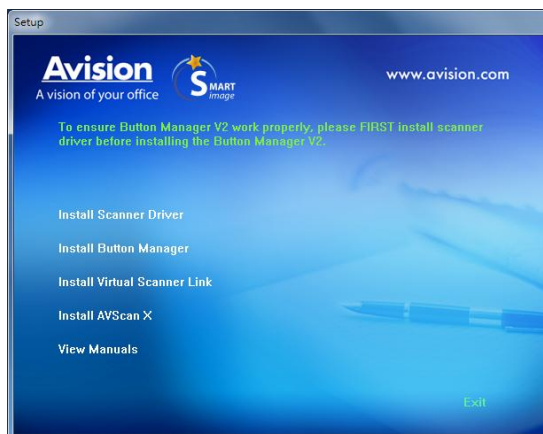 Setup
Avision
A vision of your office
SMART
image
www.avision.com
To ensure Button Manager V2 work properly, please FIRST install scanner
driver before installing the Button Manager V2.
Install Scanner Driver
Install Button Manager
Install Virtual Scanner Link
Install AVScan X
View Manuals
Exit